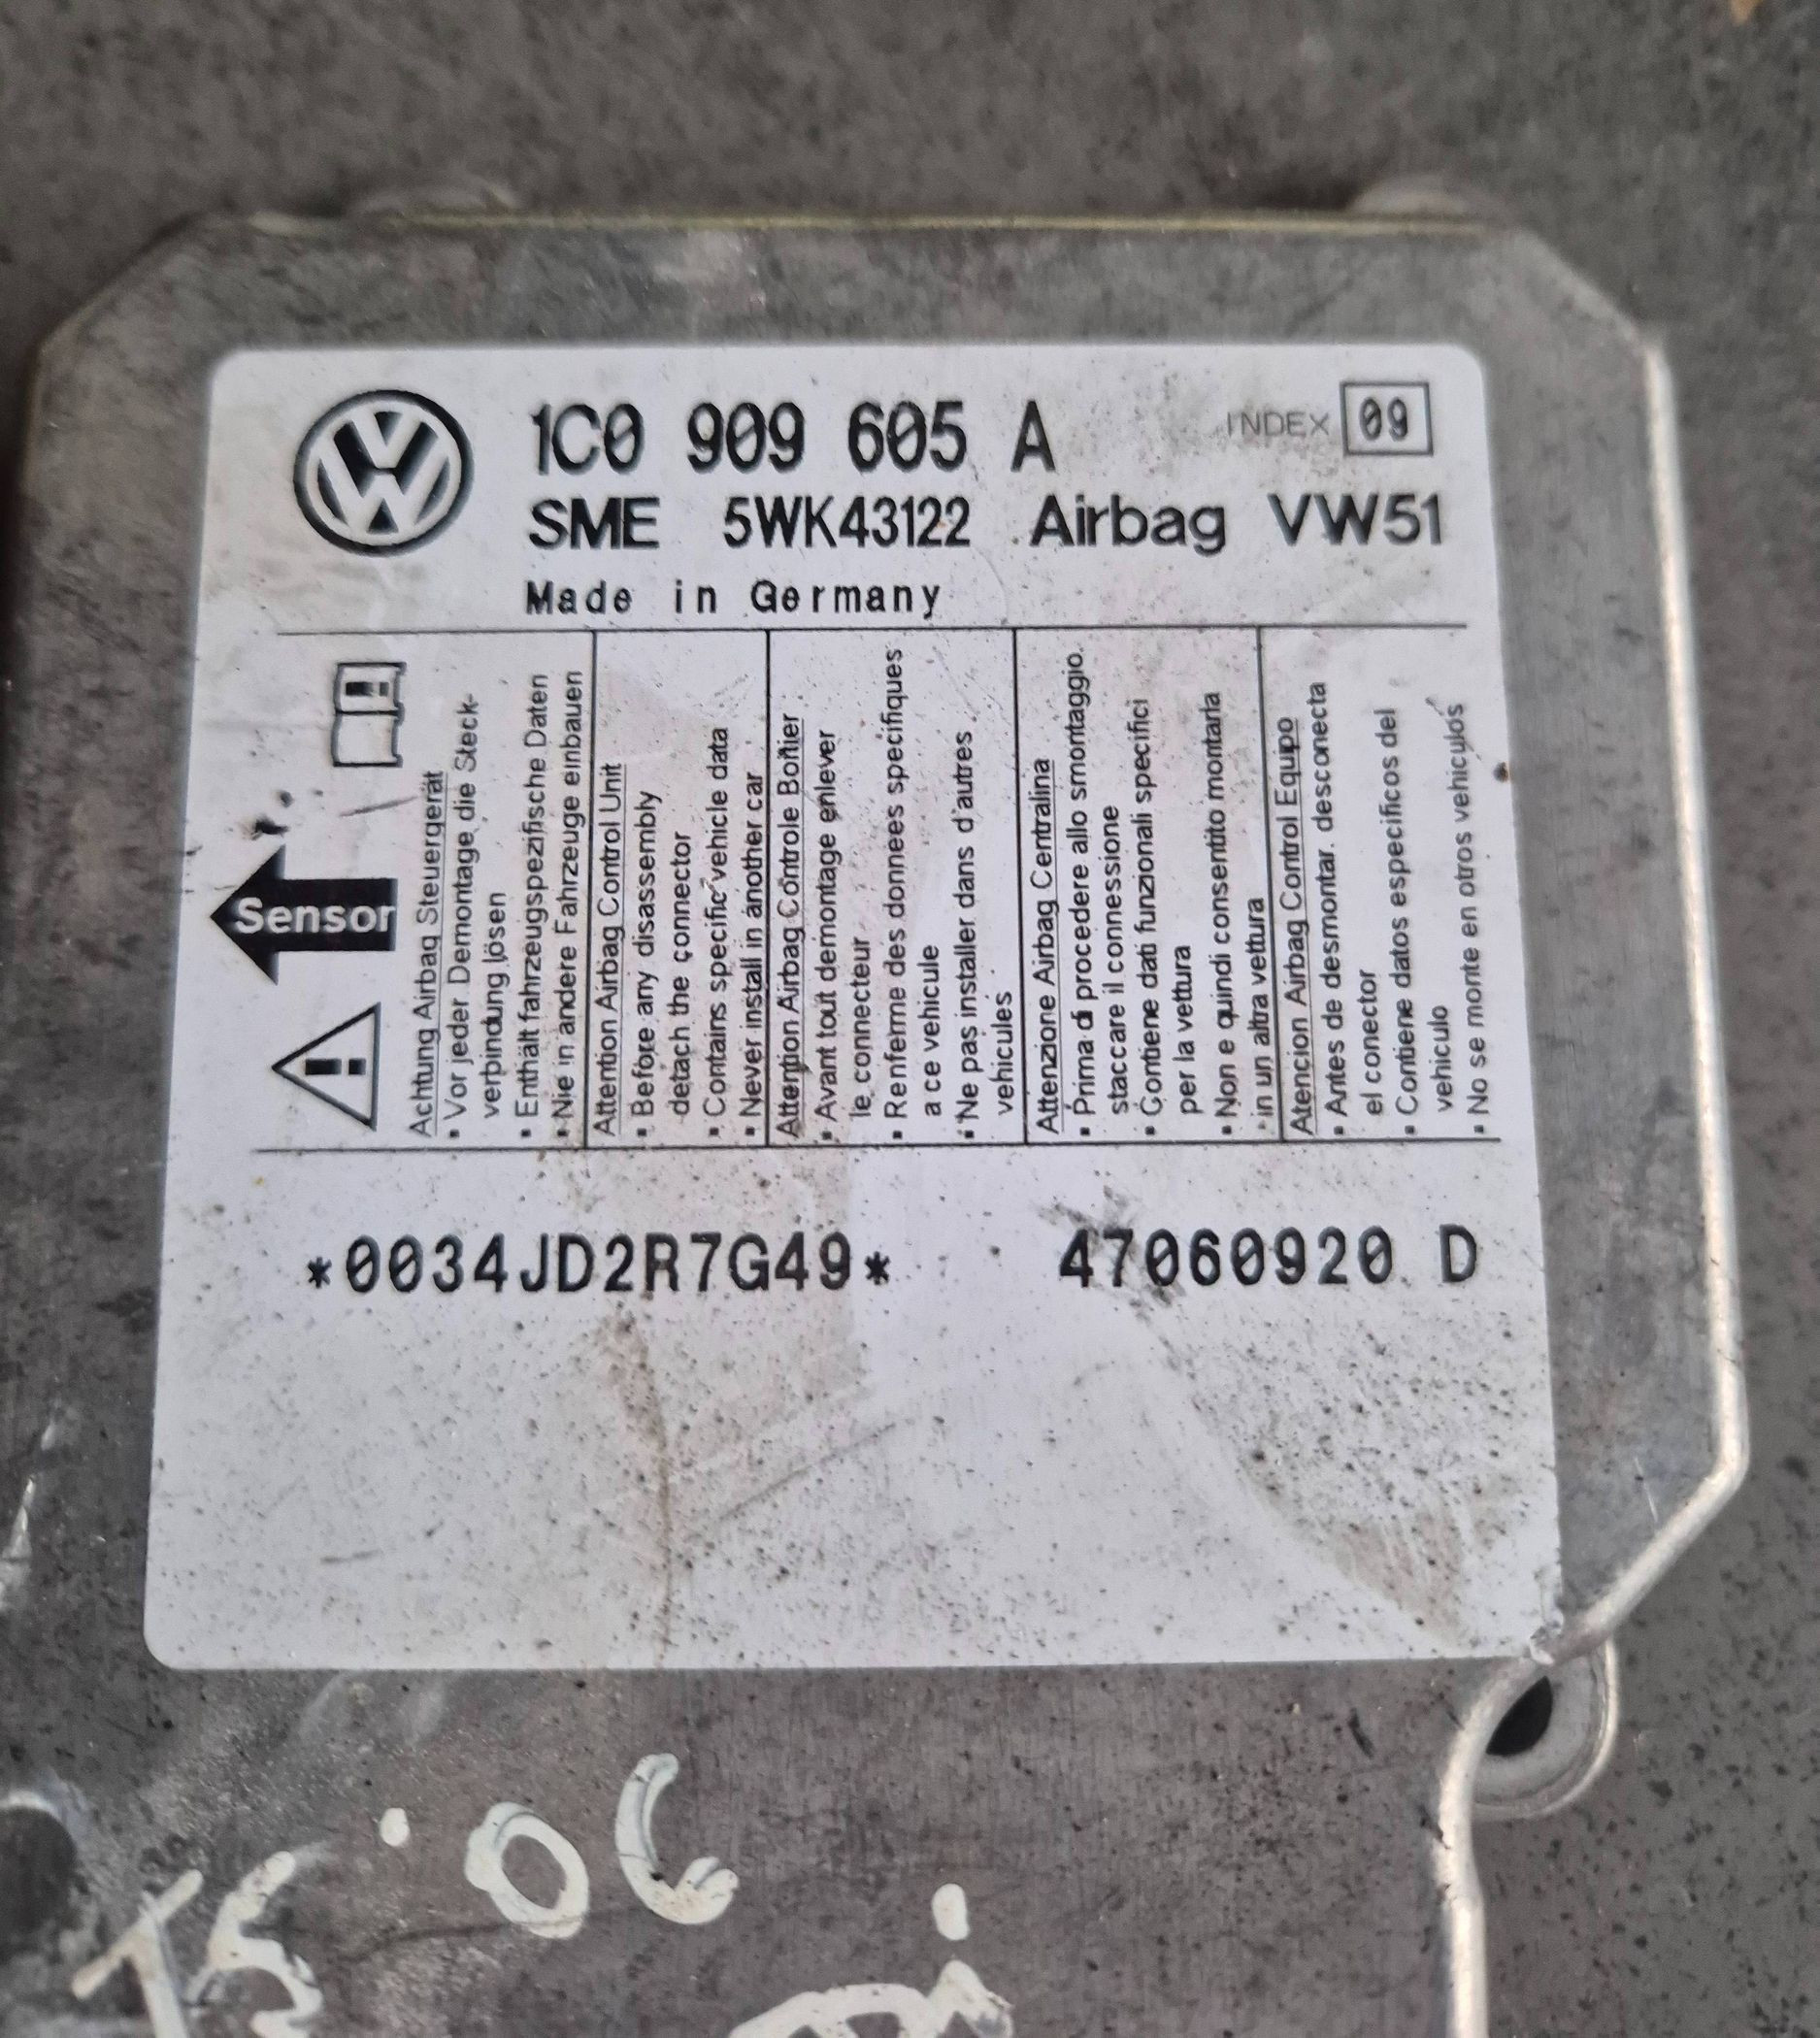 1C0 909 605 A INDEX 09
SME 5WK43122 Airbag VW51
Made in Germany
Sensor
Achtung Airbag Steuergerät
▪ Vor jeder Demontage die Steck-
verbindung lösen
▪ Enthält fahrzeugspezifische Daten
▪ Nie in andere Fahrzeuge einbauen
Attention Airbag Control Unit
▪ Before any disassembly
detach the connector
▪ Contains specific vehicle data
▪ Never install in another car
Attention Airbag Controle Boîtier
▪ Avant tout demontage enlever
le connecteur
▪ Renferme des donnees specifiques
a ce vehicule
▪ Ne pas installer dans d'autres
vehicules
Attenzione Airbag Centralina
▪ Prima di procedere allo smontaggio
staccare il connessione
▪ Contiene dati funzionali specifici
per la vettura
▪ Non e quindi consentito montarla
▪ in un altra vettura
Atencion Airbag Control Equipo
▪ Antes de desmontar. desconecta
el conector
▪ Contiene datos especificos del
vehiculo
▪ No se monte en otros vehiculos
*0034JD2R7G49* 47060920 D
06